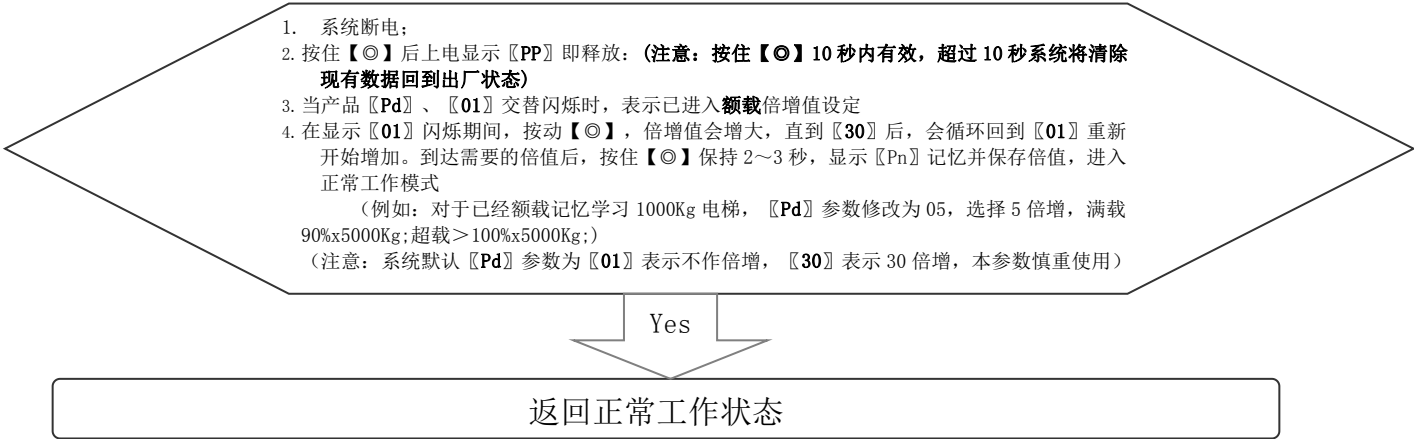 1. 系统断电;
2. 按住【◎】后上电显示〖PP〗即释放: (注意: 按住【◎】10 秒内有效, 超过 10 秒系统将清除
现有数据回到出厂状态)
3. 当产品〖Pd〗、〖01〗交替闪烁时, 表示已进入额载倍增值设定
4. 在显示〖01〗闪烁期间, 按动【◎】, 倍增值会增大, 直到〖30〗后, 会循环回到〖01〗重新
开始增加。到达需要的倍值后, 按住【◎】保持 2～3 秒, 显示〖Pn〗记忆并保存倍值, 进入
正常工作模式
(例如: 对于已经额载记忆学习 1000Kg 电梯, 〖Pd〗参数修改为 05, 选择 5 倍增, 满载
90%x5000Kg;超载＞100%x5000Kg;)
(注意: 系统默认〖Pd〗参数为〖01〗表示不作倍增, 〖30〗表示 30 倍增, 本参数慎重使用)
Yes
返回正常工作状态